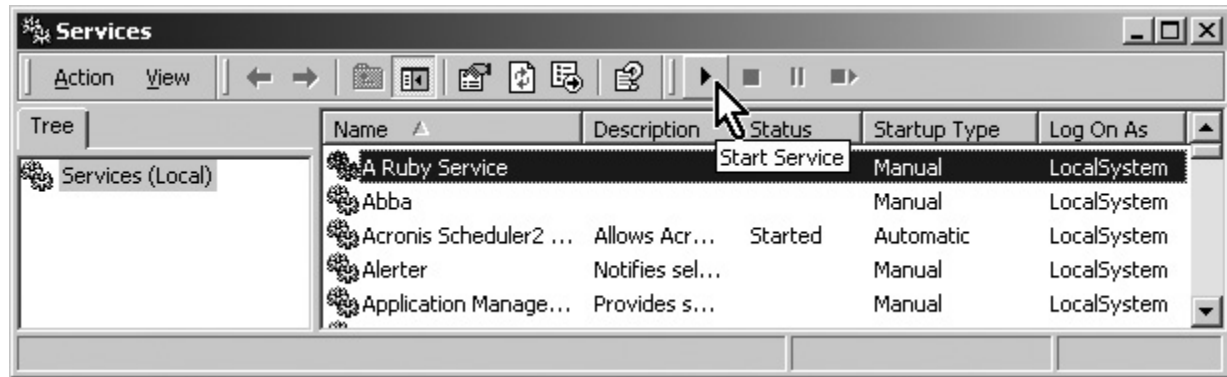 Services
Action View
Tree
Name Description Status Startup Type Log On As
Start Service
Services (Local)
A Ruby Service Manual LocalSystem
Abba Manual LocalSystem
Acronis Scheduler2 ... Allows Acr... Started Automatic LocalSystem
Alerter Notifies sel... Manual LocalSystem
Application Manage... Provides s... Manual LocalSystem